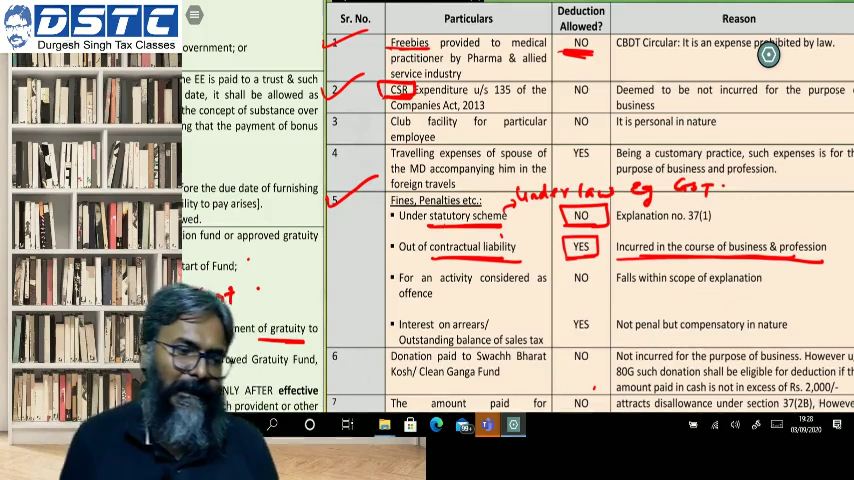 DSTC
Durgesh Singh Tax Classes
overnment; or
he EE is paid to a trust & such
date, it shall be allowed as
the concept of substance over
ng that the payment of bonus
ore the due date of furnishing
ility to pay arises].
wed.
ion fund or approved gratuity
tart of Fund;
ment of gratuity to
oved Gratuity Fund,
ONLY AFTER effective
ch provident or other
Sr. No. Particulars Deduction Allowed? Reason
1 Freebies provided to medical practitioner by Pharma & allied service industry NO CBDT Circular: It is an expense prohibited by law.
2 CSR Expenditure u/s 135 of the Companies Act, 2013 NO Deemed to be not incurred for the purpose o business
3 Club facility for particular employee NO It is personal in nature
4 Travelling expenses of spouse of the MD accompanying him in the foreign travels YES Being a customary practice, such expenses is for th purpose of business and profession.
Under law eg GST.
5 Fines, Penalties etc.:
▪ Under statutory scheme NO Explanation no. 37(1)
▪ Out of contractual liability YES Incurred in the course of business & profession
▪ For an activity considered as offence NO Falls within scope of explanation
▪ Interest on arrears/ Outstanding balance of sales tax YES Not penal but compensatory in nature
6 Donation paid to Swachh Bharat Kosh/ Clean Ganga Fund NO Not incurred for the purpose of business. However u/ 80G such donation shall be eligible for deduction if th amount paid in cash is not in excess of Rs. 2,000/-
7 The amount paid for NO attracts disallowance under section 37(2B), Howeve
99+
19:28
03/09/2020